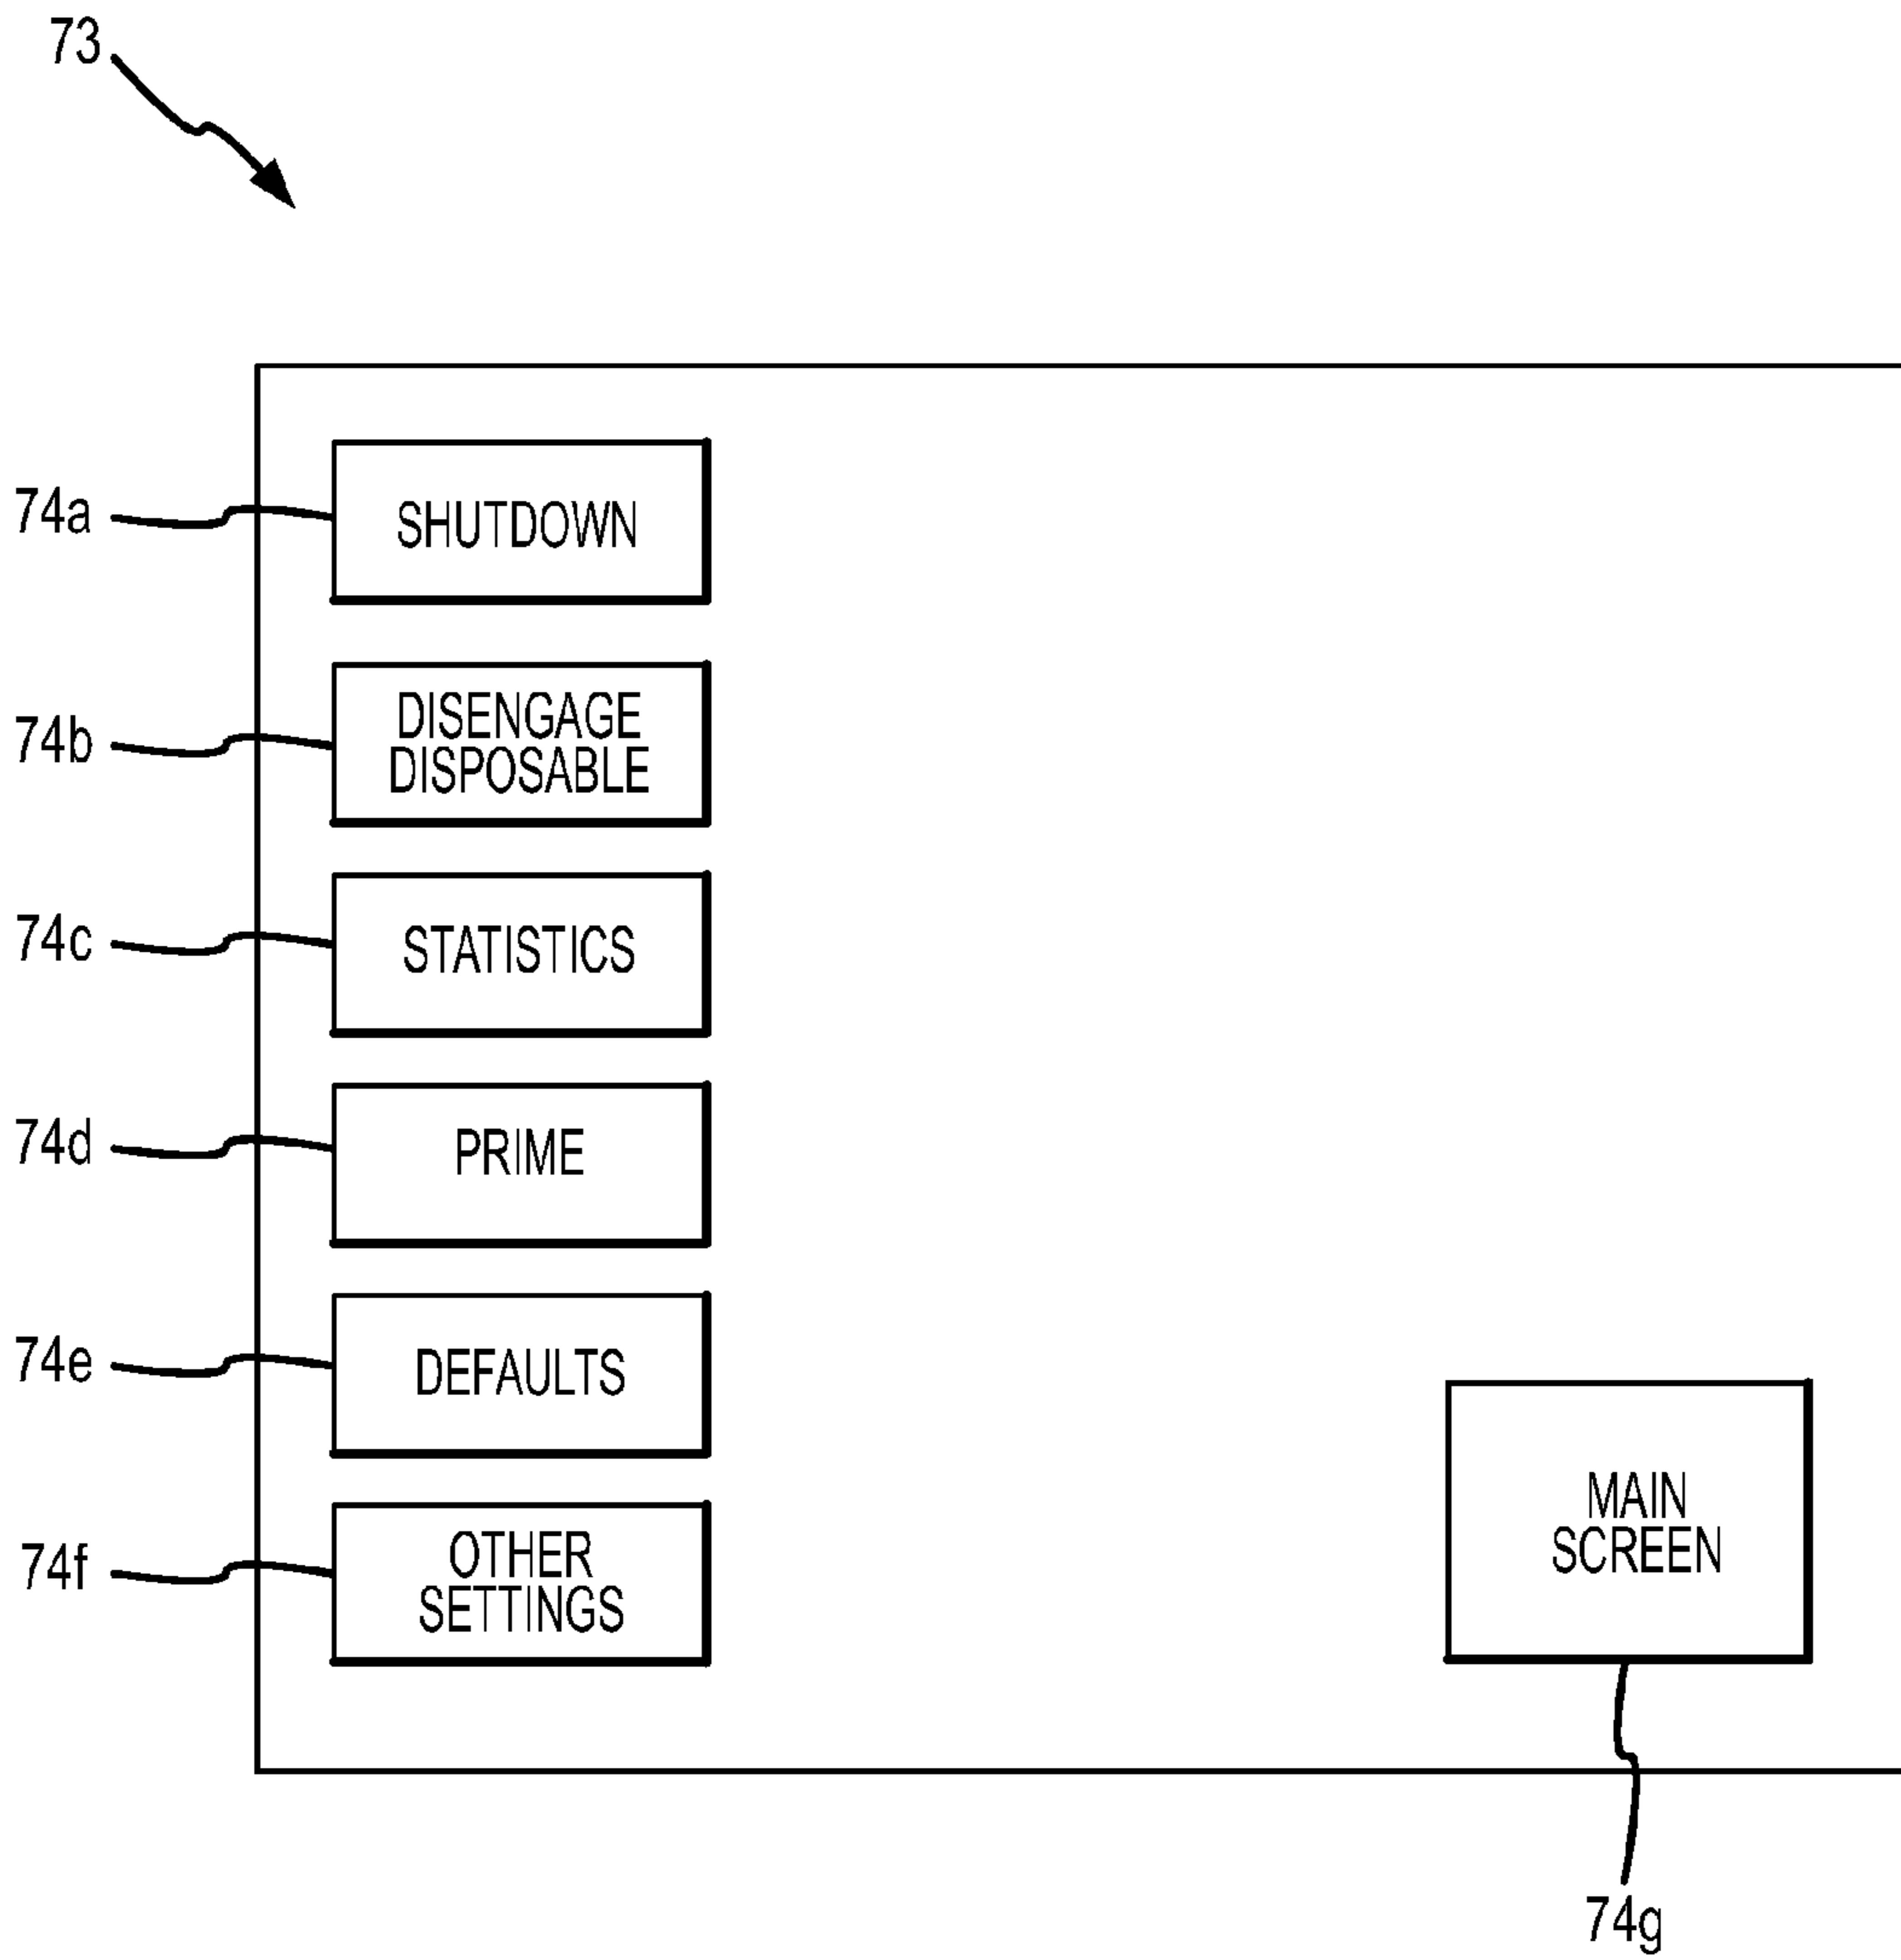 73
74a
SHUTDOWN
74b
DISENGAGE
DISPOSABLE
74c
STATISTICS
74d
PRIME
74e
DEFAULTS
74f
OTHER
SETTINGS
MAIN
SCREEN
74g